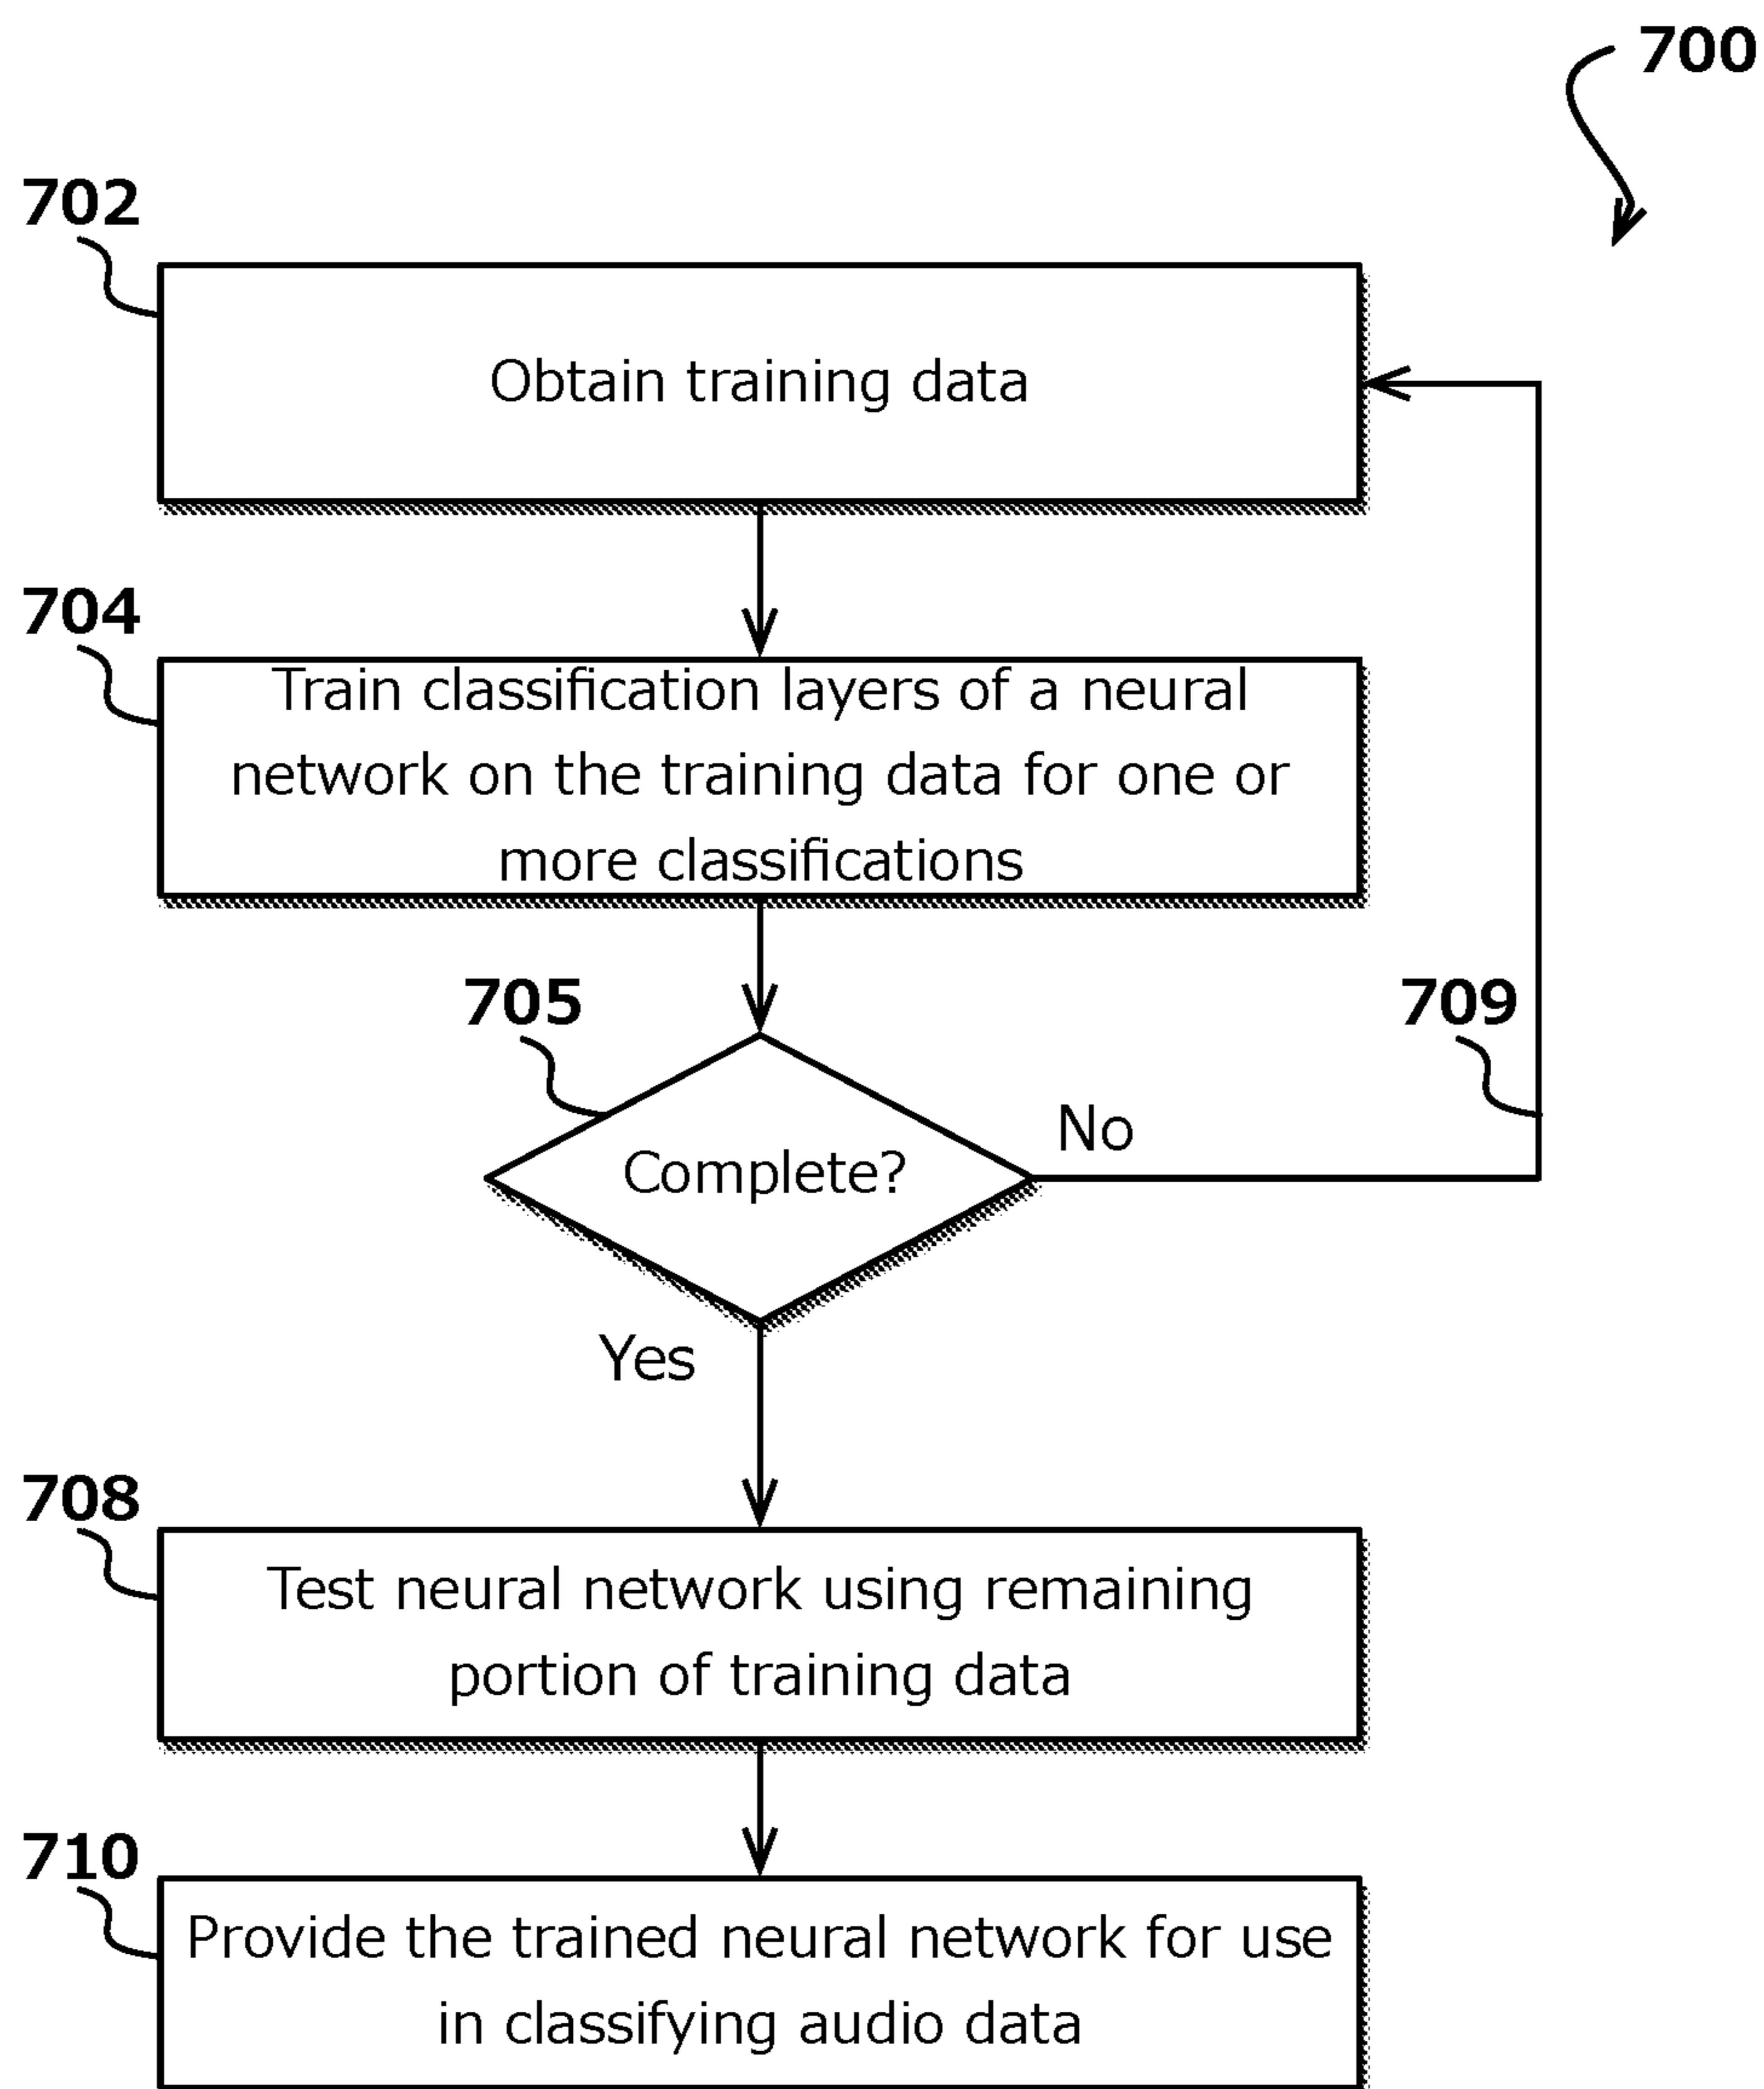 700
702
Obtain training data
704
Train classification layers of a neural
network on the training data for one or
more classifications
705
709
No
Complete?
Yes
708
Test neural network using remaining
portion of training data
710
Provide the trained neural network for use
in classifying audio data